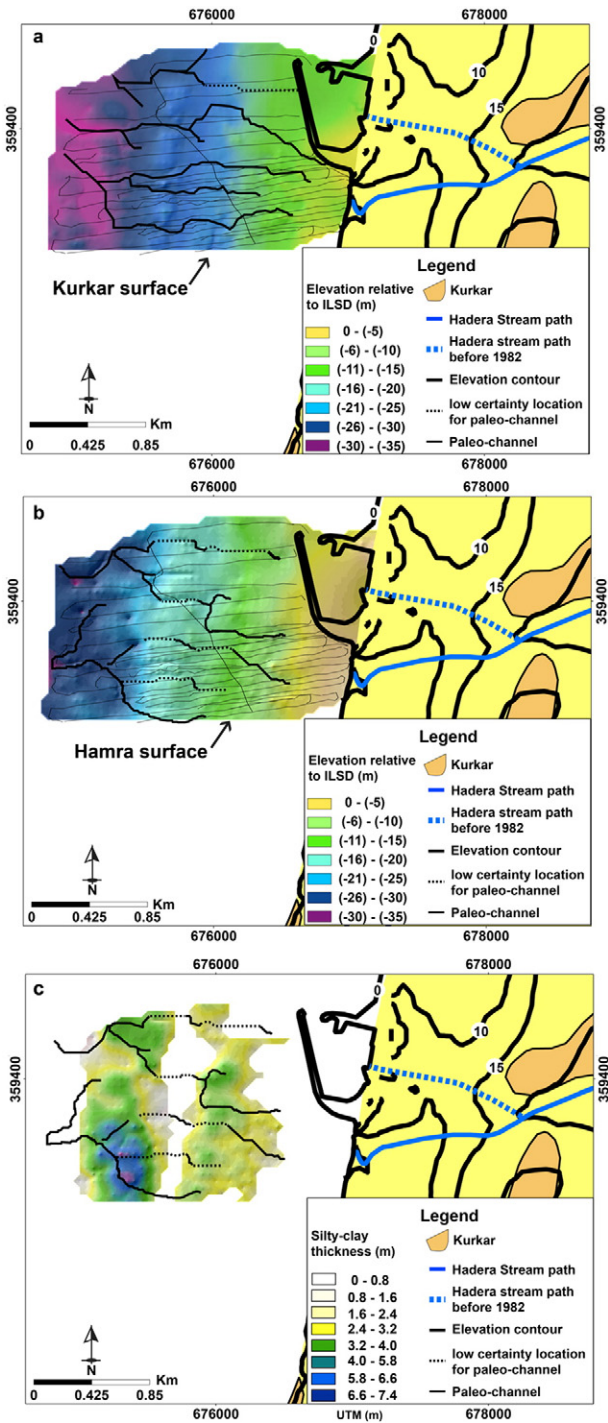 676000
678000
a
0
10
15
359400
Kurkar surface
Legend
Elevation relative
to ILSD (m)
0 - (-5)
(-6) - (-10)
(-11) - (-15)
(-16) - (-20)
(-21) - (-25)
(-26) - (-30)
(-30) - (-35)
Kurkar
Hadera Stream path
Hadera stream path
before 1982
Elevation contour
low certainty location
for paleo-channel
Paleo-channel
N
Km
0 0.425 0.85
676000
678000
b
0
10
15
359400
Hamra surface
Legend
Elevation relative
to ILSD (m)
0 - (-5)
(-6) - (-10)
(-11) - (-15)
(-16) - (-20)
(-21) - (-25)
(-26) - (-30)
(-30) - (-35)
Kurkar
Hadera Stream path
Hadera stream path
before 1982
Elevation contour
low certainty location
for paleo-channel
Paleo-channel
N
Km
0 0.425 0.85
676000
678000
c
0
10
15
359400
359400
Legend
Silty-clay
thickness (m)
0 - 0.8
0.8 - 1.6
1.6 - 2.4
2.4 - 3.2
3.2 - 4.0
4.0 - 5.8
5.8 - 6.6
6.6 - 7.4
Kurkar
Hadera Stream path
Hadera stream path
before 1982
Elevation contour
low certainty location
for paleo-channel
Paleo-channel
N
Km
0 0.425 0.85
676000
UTM (m)
678000